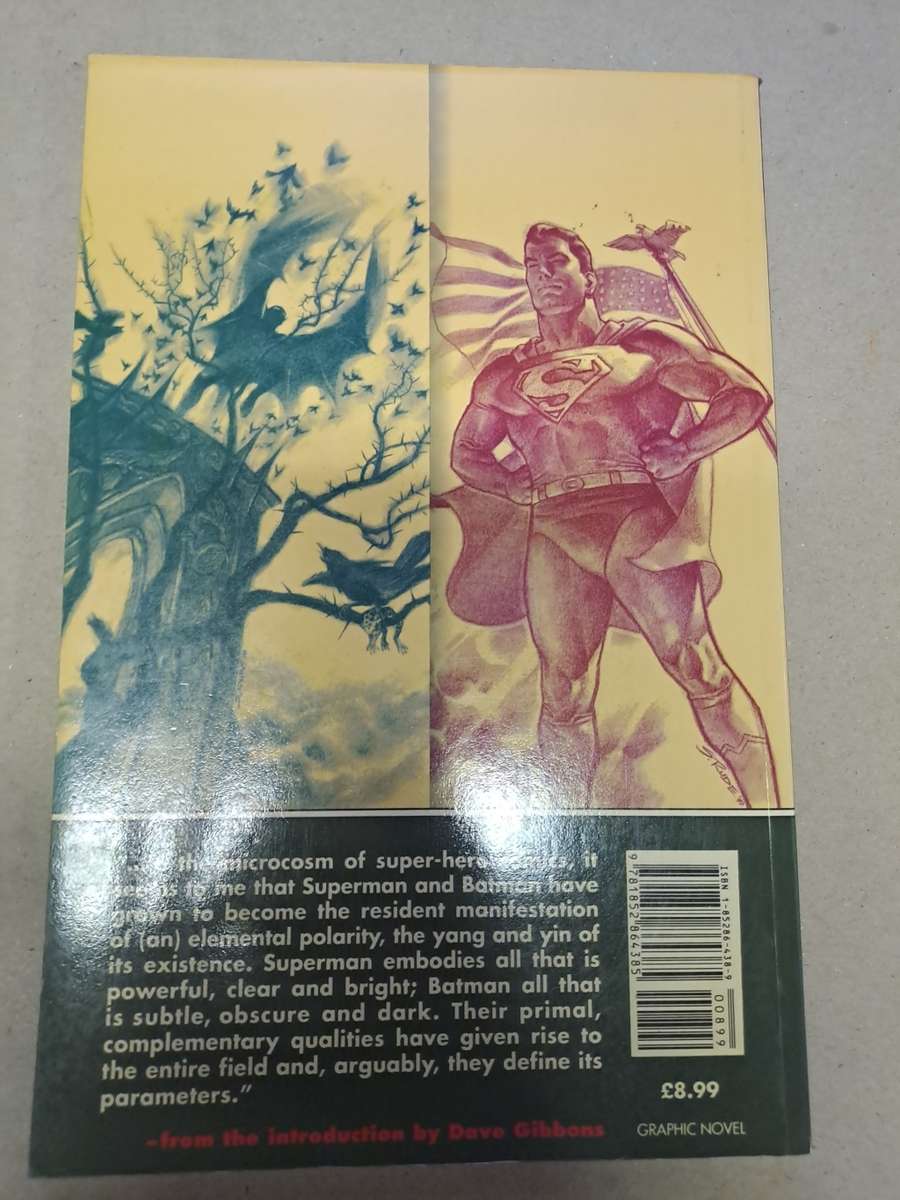 S
S. RUDE
microcosm of super-hero comics, it
seems to me that Superman and Batman have
grown to become the resident manifestation
of (an) elemental polarity, the yang and yin of
its existence. Superman embodies all that is
powerful, clear and bright; Batman all that
is subtle, obscure and dark. Their primal,
complementary qualities have given rise to
the entire field and, arguably, they define its
parameters.”
–from the introduction by Dave Gibbons
ISBN 1-85286-438-9
9 781852 864385
00899
£8.99
GRAPHIC NOVEL